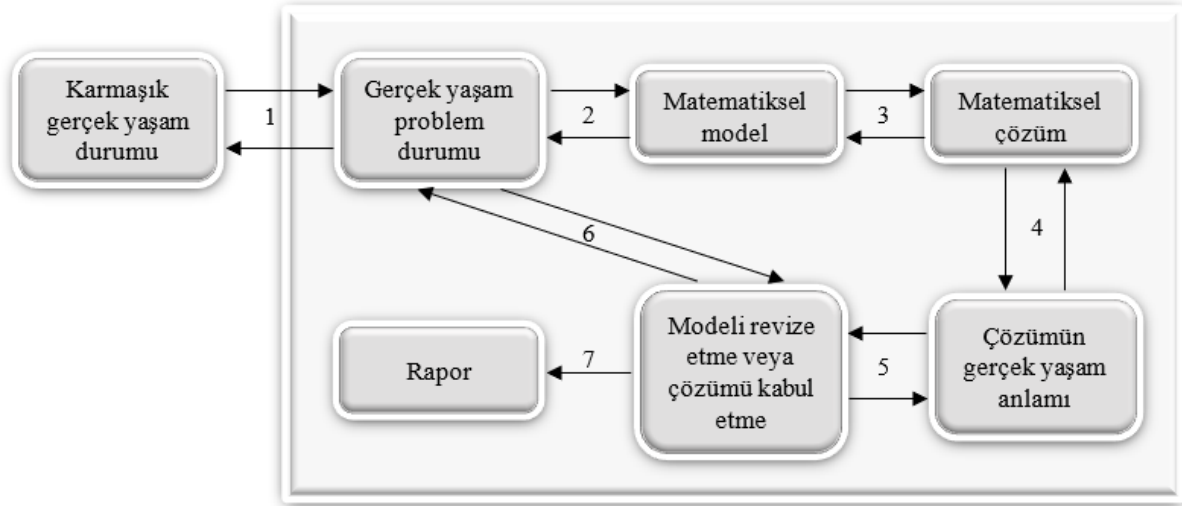 Karmaşık
gerçek yaşam
durumu
1
Gerçek yaşam
problem
durumu
2
Matematiksel
model
3
Matematiksel
çözüm
4
6
Rapor
7
Modeli revize
etme veya
çözümü kabul
etme
5
Çözümün
gerçek yaşam
anlamı